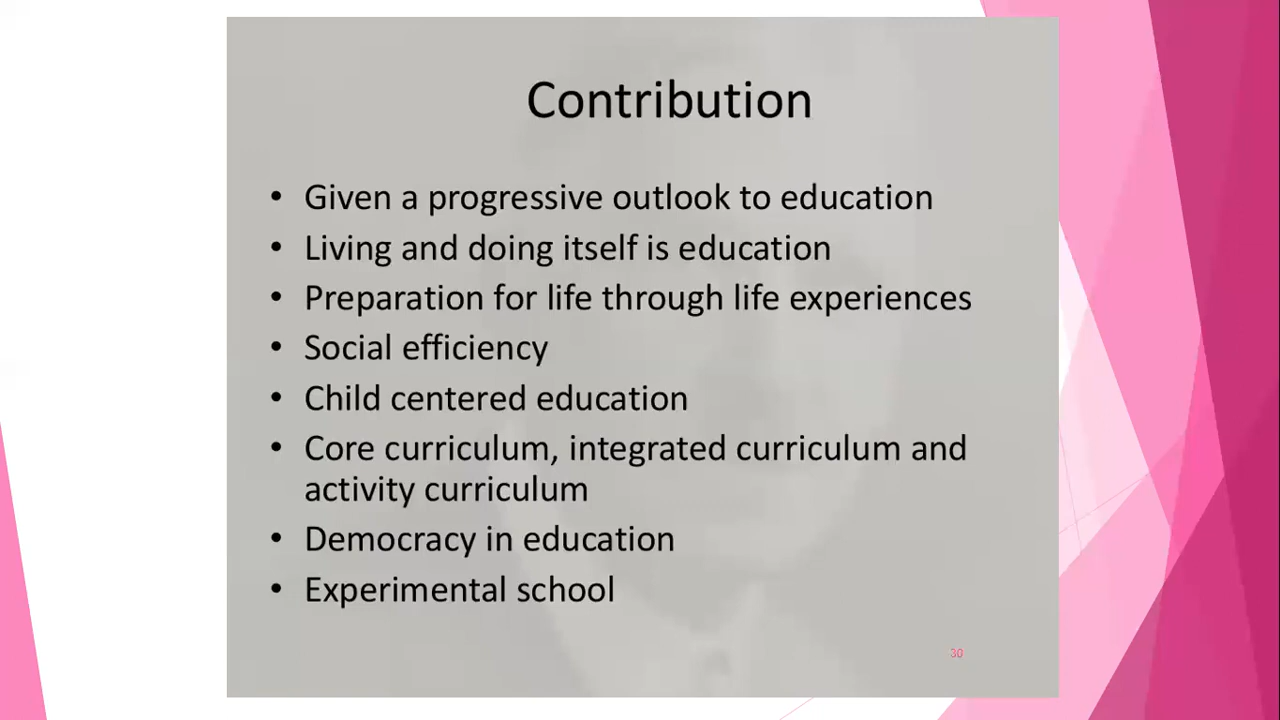 Contribution
• Given a progressive outlook to education
• Living and doing itself is education
• Preparation for life through life experiences
• Social efficiency
• Child centered education
• Core curriculum, integrated curriculum and
activity curriculum
• Democracy in education
• Experimental school
30